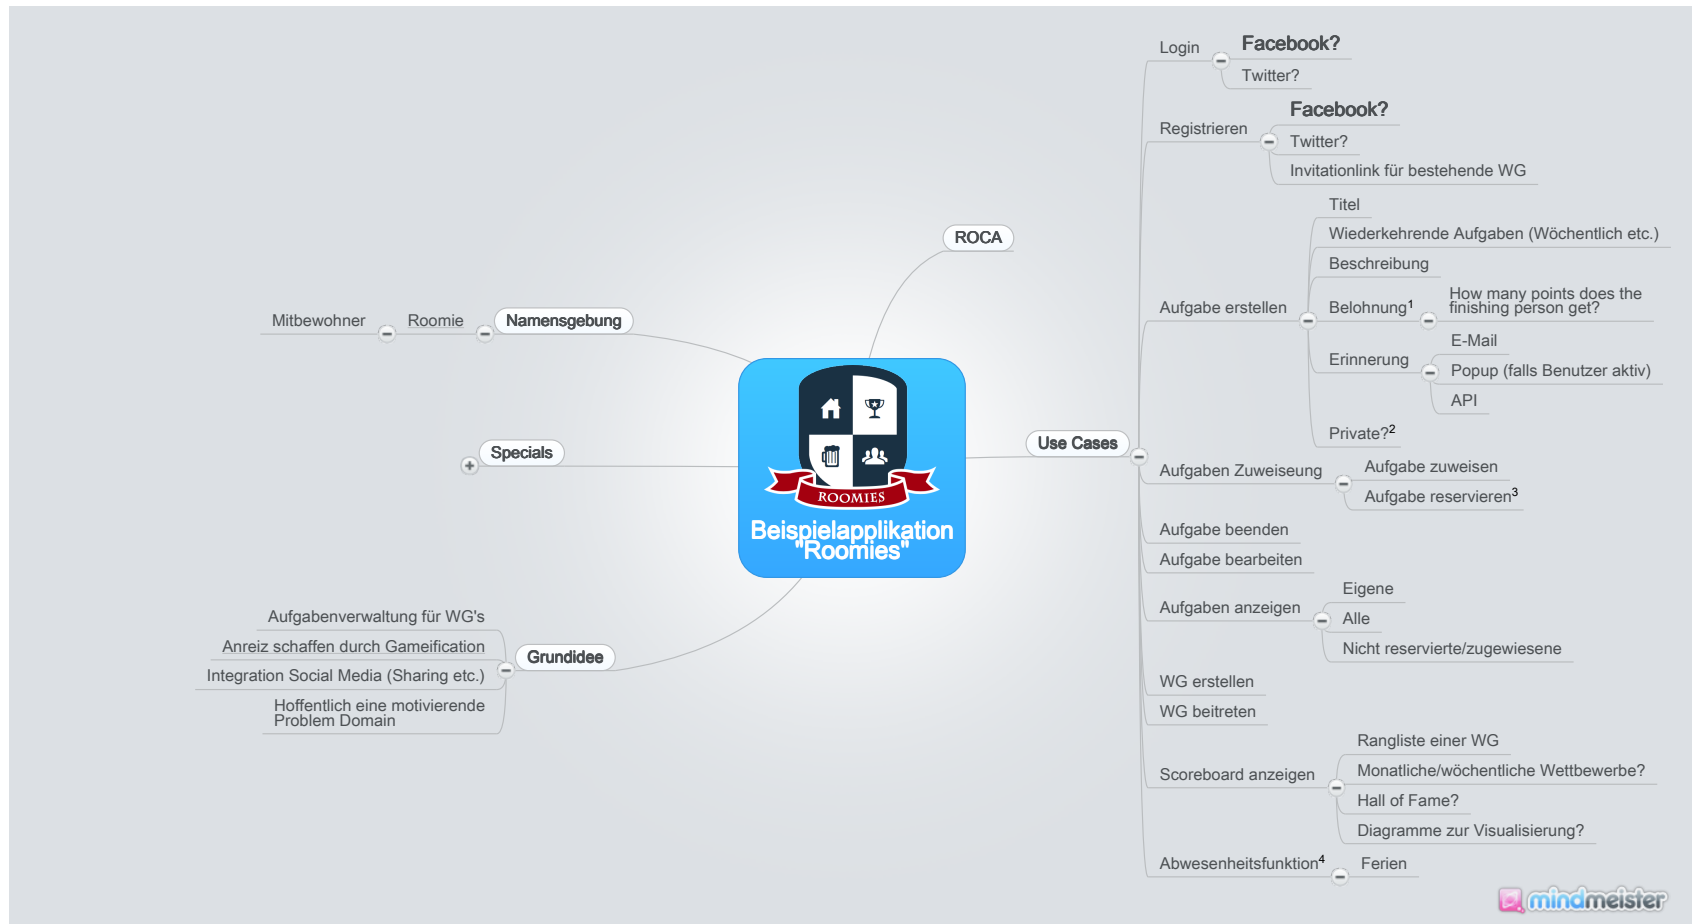 ROCA
Mitbewohner
Roomie
Namensgebung
Specials
Aufgabenverwaltung für WG's
Anreiz schaffen durch Gameification
Integration Social Media (Sharing etc.)
Hoffentlich eine motivierende
Problem Domain
Grundidee
ROOMIES
Beispielapplikation
"Roomies"
Use Cases
Login
Facebook?
Twitter?
Registrieren
Facebook?
Twitter?
Invitationlink für bestehende WG
Aufgabe erstellen
Titel
Wiederkehrende Aufgaben (Wöchentlich etc.)
Beschreibung
Belohnung¹
How many points does the
finishing person get?
Erinnerung
E-Mail
Popup (falls Benutzer aktiv)
API
Private?²
Aufgaben Zuweiseung
Aufgabe zuweisen
Aufgabe reservieren³
Aufgabe beenden
Aufgabe bearbeiten
Aufgaben anzeigen
Eigene
Alle
Nicht reservierte/zugewiesene
WG erstellen
WG beitreten
Scoreboard anzeigen
Rangliste einer WG
Monatliche/wöchentliche Wettbewerbe?
Hall of Fame?
Diagramme zur Visualisierung?
Abwesenheitsfunktion⁴
Ferien
mindmeister